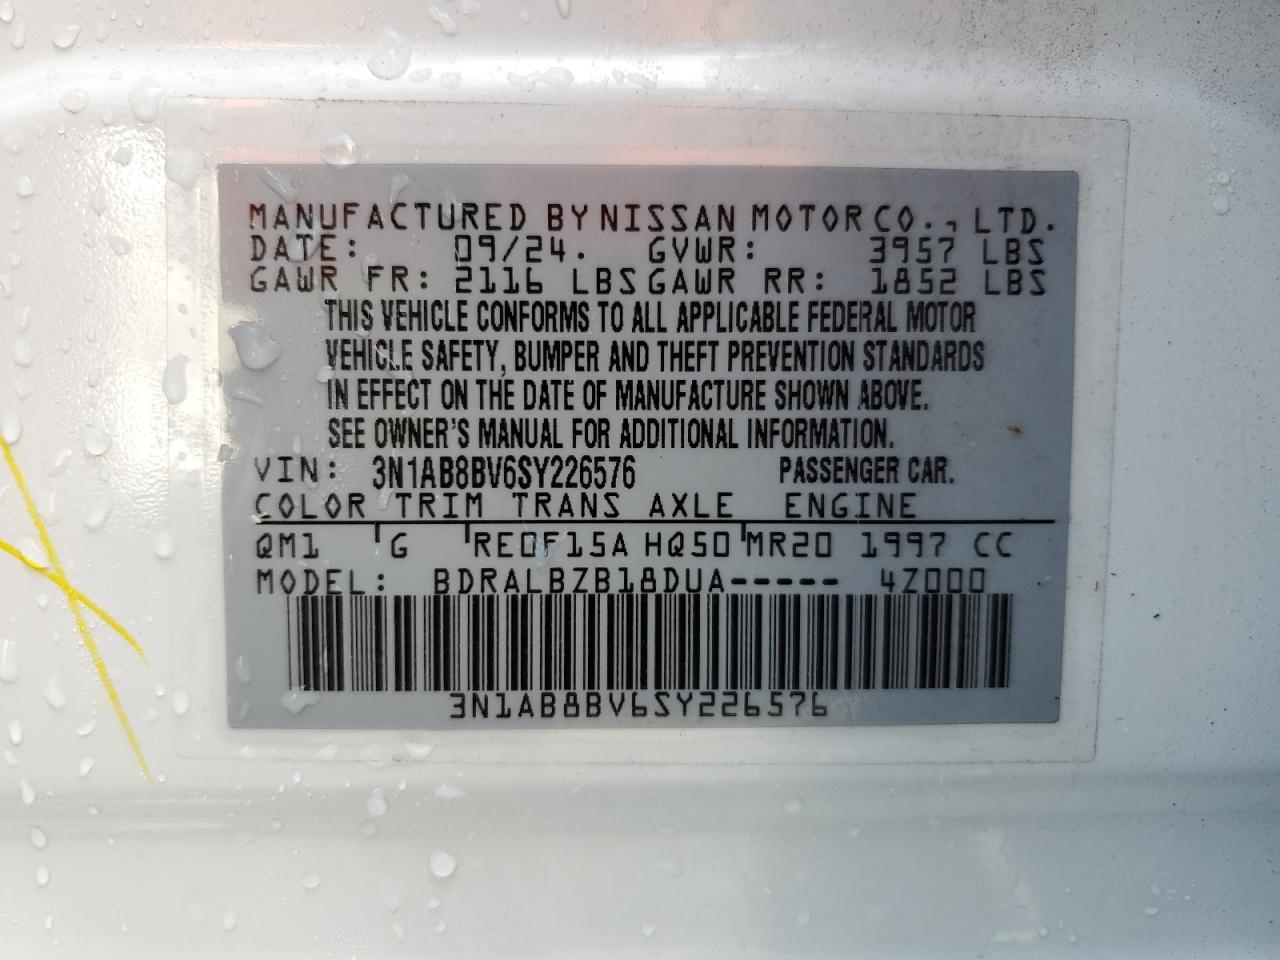 MANUFACTURED BY NISSAN MOTOR CO., LTD.
DATE: 09/24. GVWR: 3957 LBS
GAWR FR: 2116 LBS GAWR RR: 1852 LBS
THIS VEHICLE CONFORMS TO ALL APPLICABLE FEDERAL MOTOR
VEHICLE SAFETY, BUMPER AND THEFT PREVENTION STANDARDS
IN EFFECT ON THE DATE OF MANUFACTURE SHOWN ABOVE.
SEE OWNER'S MANUAL FOR ADDITIONAL INFORMATION.
VIN: 3N1AB8BV6SY226576 PASSENGER CAR.
COLOR TRIM TRANS AXLE ENGINE
QM1 G RE0F15A HQ50 MR20 1997 CC
MODEL: BDRALBZB18DUA----- 4Z000
3N1AB8BV6SY226576